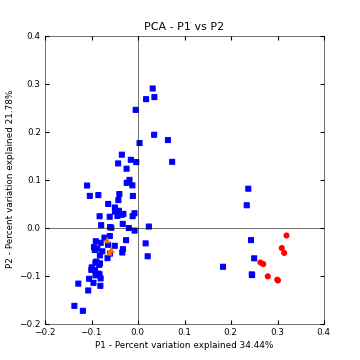 PCA - P1 vs P2
P2 - Percent variation explained 21.78%
0.4
0.3
0.2
0.1
0.0
−0.1
−0.2
−0.2 −0.1 0.0 0.1 0.2 0.3 0.4
P1 - Percent variation explained 34.44%